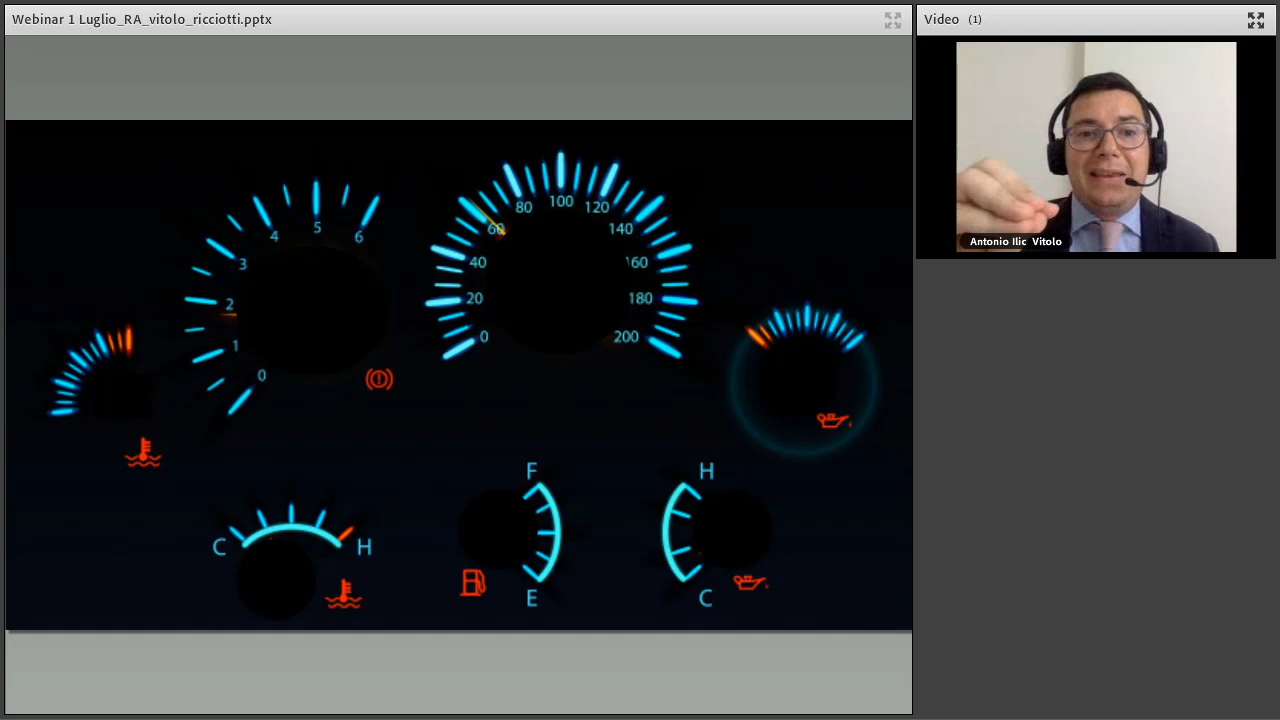 Webinar 1 Luglio_RA_vitolo_ricciotti.pptx
Video (1)
Antonio Ilic Vitolo
0
1
2
3
4
5
6
0
20
40
60
80
100
120
140
160
180
200
C
H
F
E
H
C